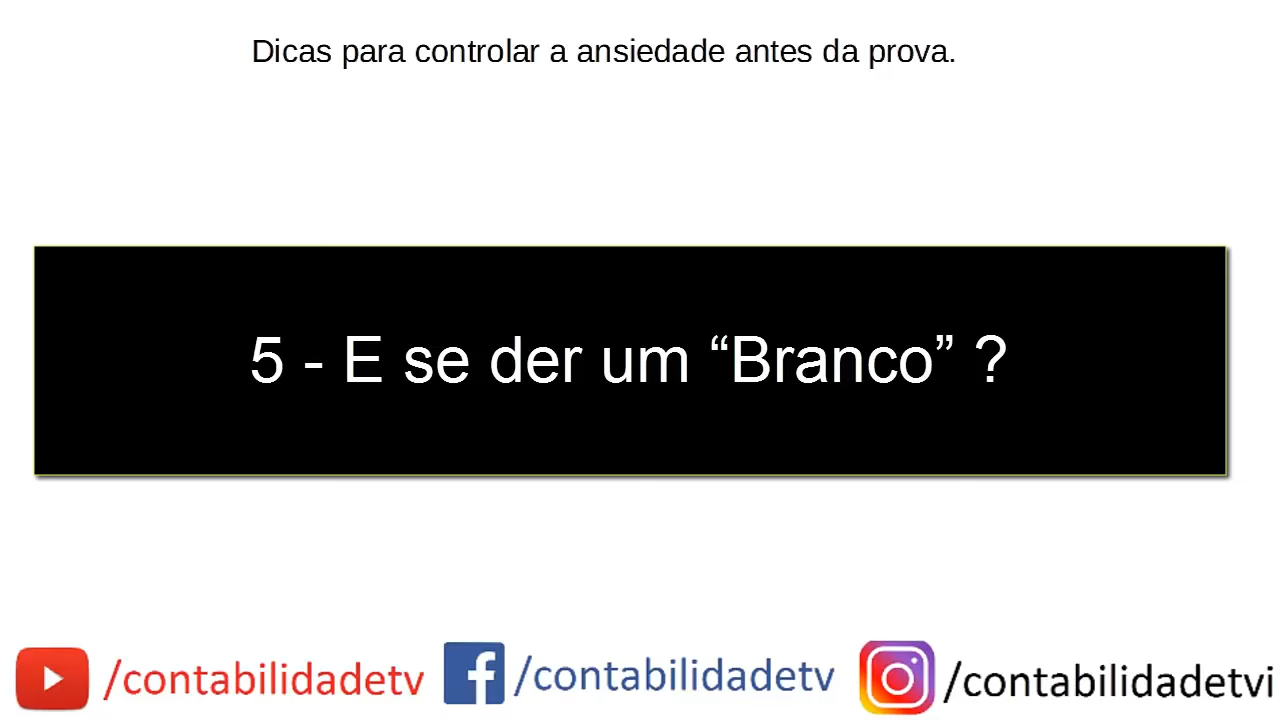 Dicas para controlar a ansiedade antes da prova.
5 - E se der um “Branco” ?
/contabilidadetv /contabilidadetv /contabilidadetvi